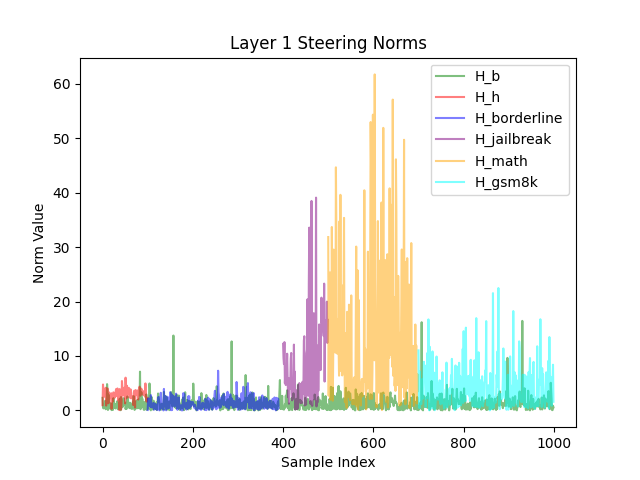 Layer 1 Steering Norms
H_b
H_h
H_borderline
H_jailbreak
H_math
H_gsm8k
Norm Value
60
50
40
30
20
10
0
0 200 400 600 800 1000
Sample Index